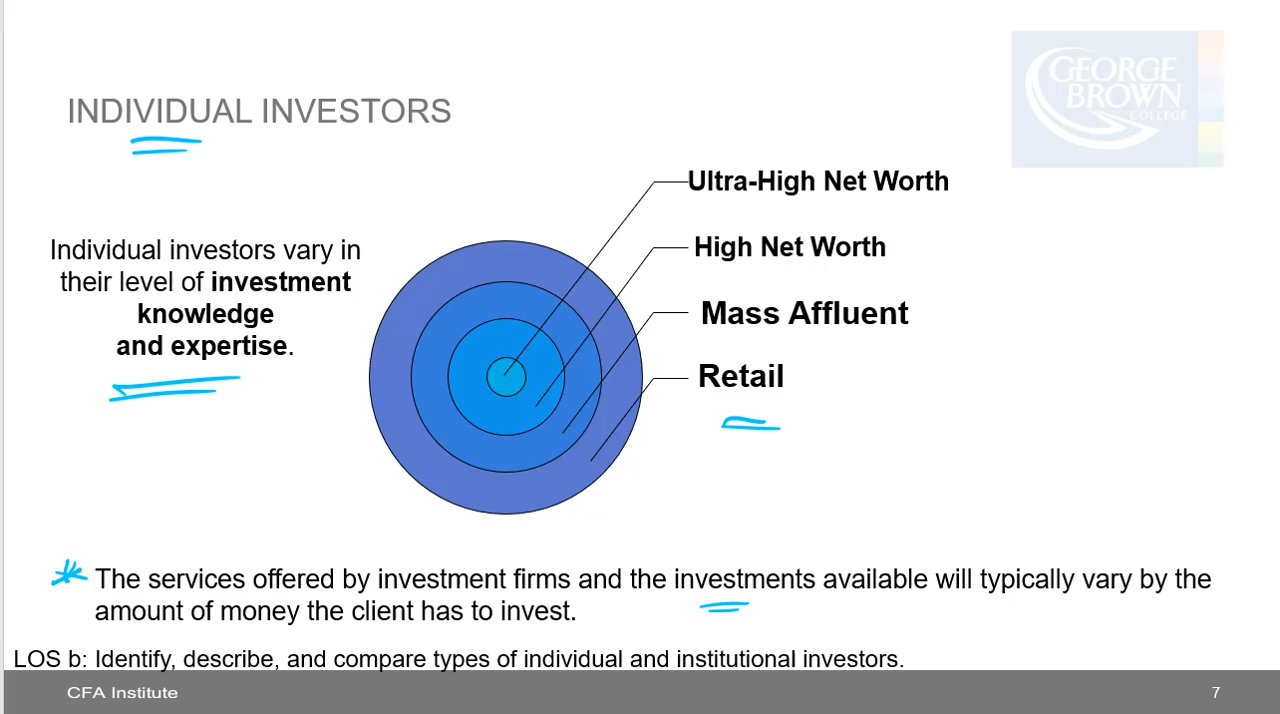 GEORGE
BROWN
COLLEGE
INDIVIDUAL INVESTORS
Ultra-High Net Worth
High Net Worth
Mass Affluent
Retail
Individual investors vary in
their level of investment
knowledge
and expertise.
* The services offered by investment firms and the investments available will typically vary by the
amount of money the client has to invest.
LOS b: Identify, describe, and compare types of individual and institutional investors.
CFA Institute
7